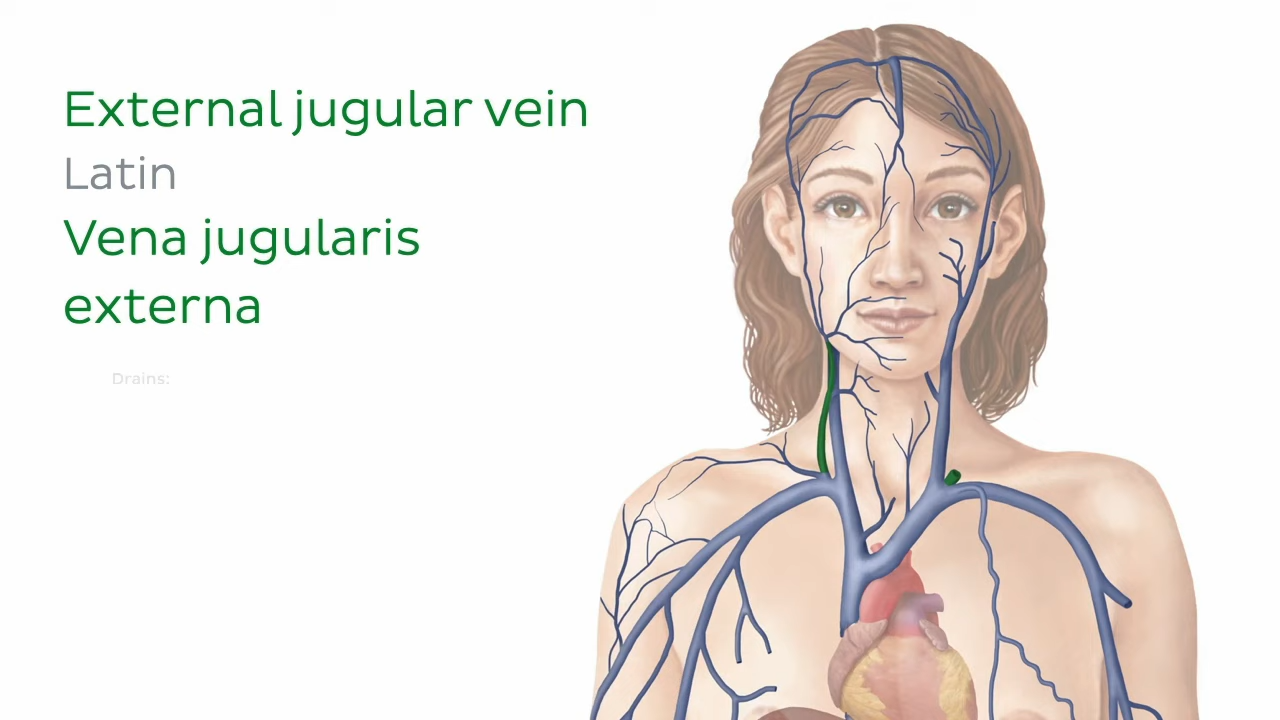 External jugular vein
Latin
Vena jugularis
externa
Drains: